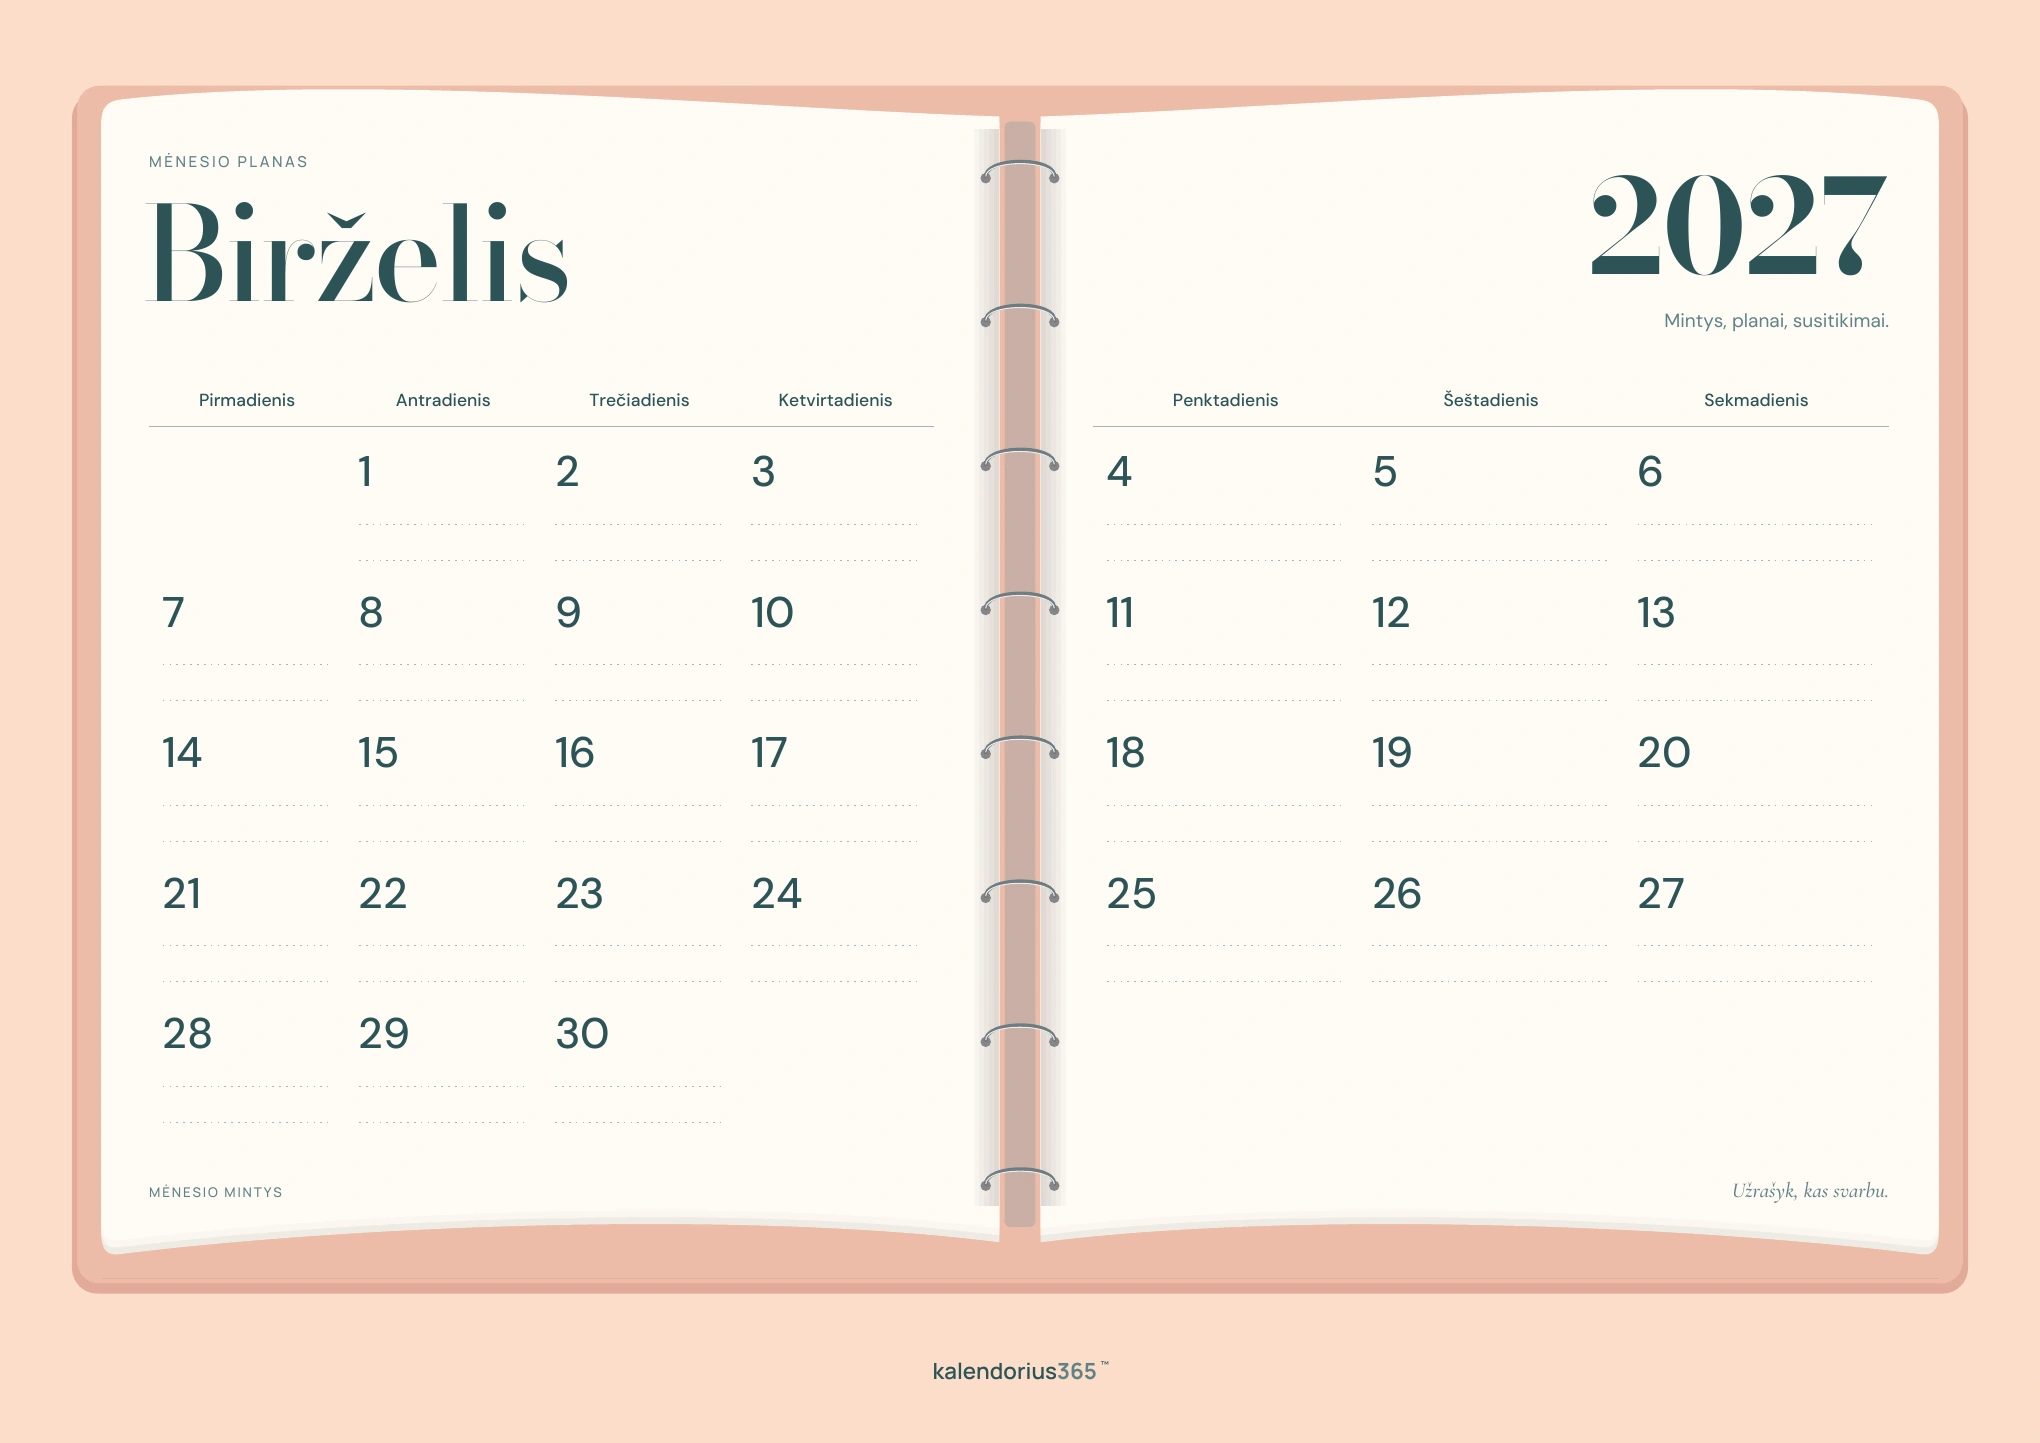 MĖNESIO PLANAS
Birželis
2027
Mintys, planai, susitikimai.
Pirmadienis Antradienis Trečiadienis Ketvirtadienis Penktadienis Šeštadienis Sekmadienis
1 2 3 4 5 6
7 8 9 10 11 12 13
14 15 16 17 18 19 20
21 22 23 24 25 26 27
28 29 30
MĖNESIO MINTYS
Užrašyk, kas svarbu.
kalendorius365™